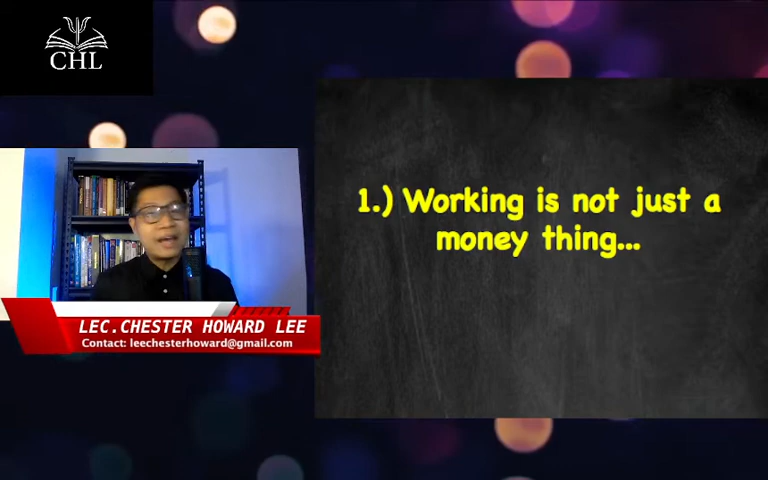 CHL
1.) Working is not just a
money thing...
LEC.CHESTER HOWARD LEE
Contact: leechesterhoward@gmail.com